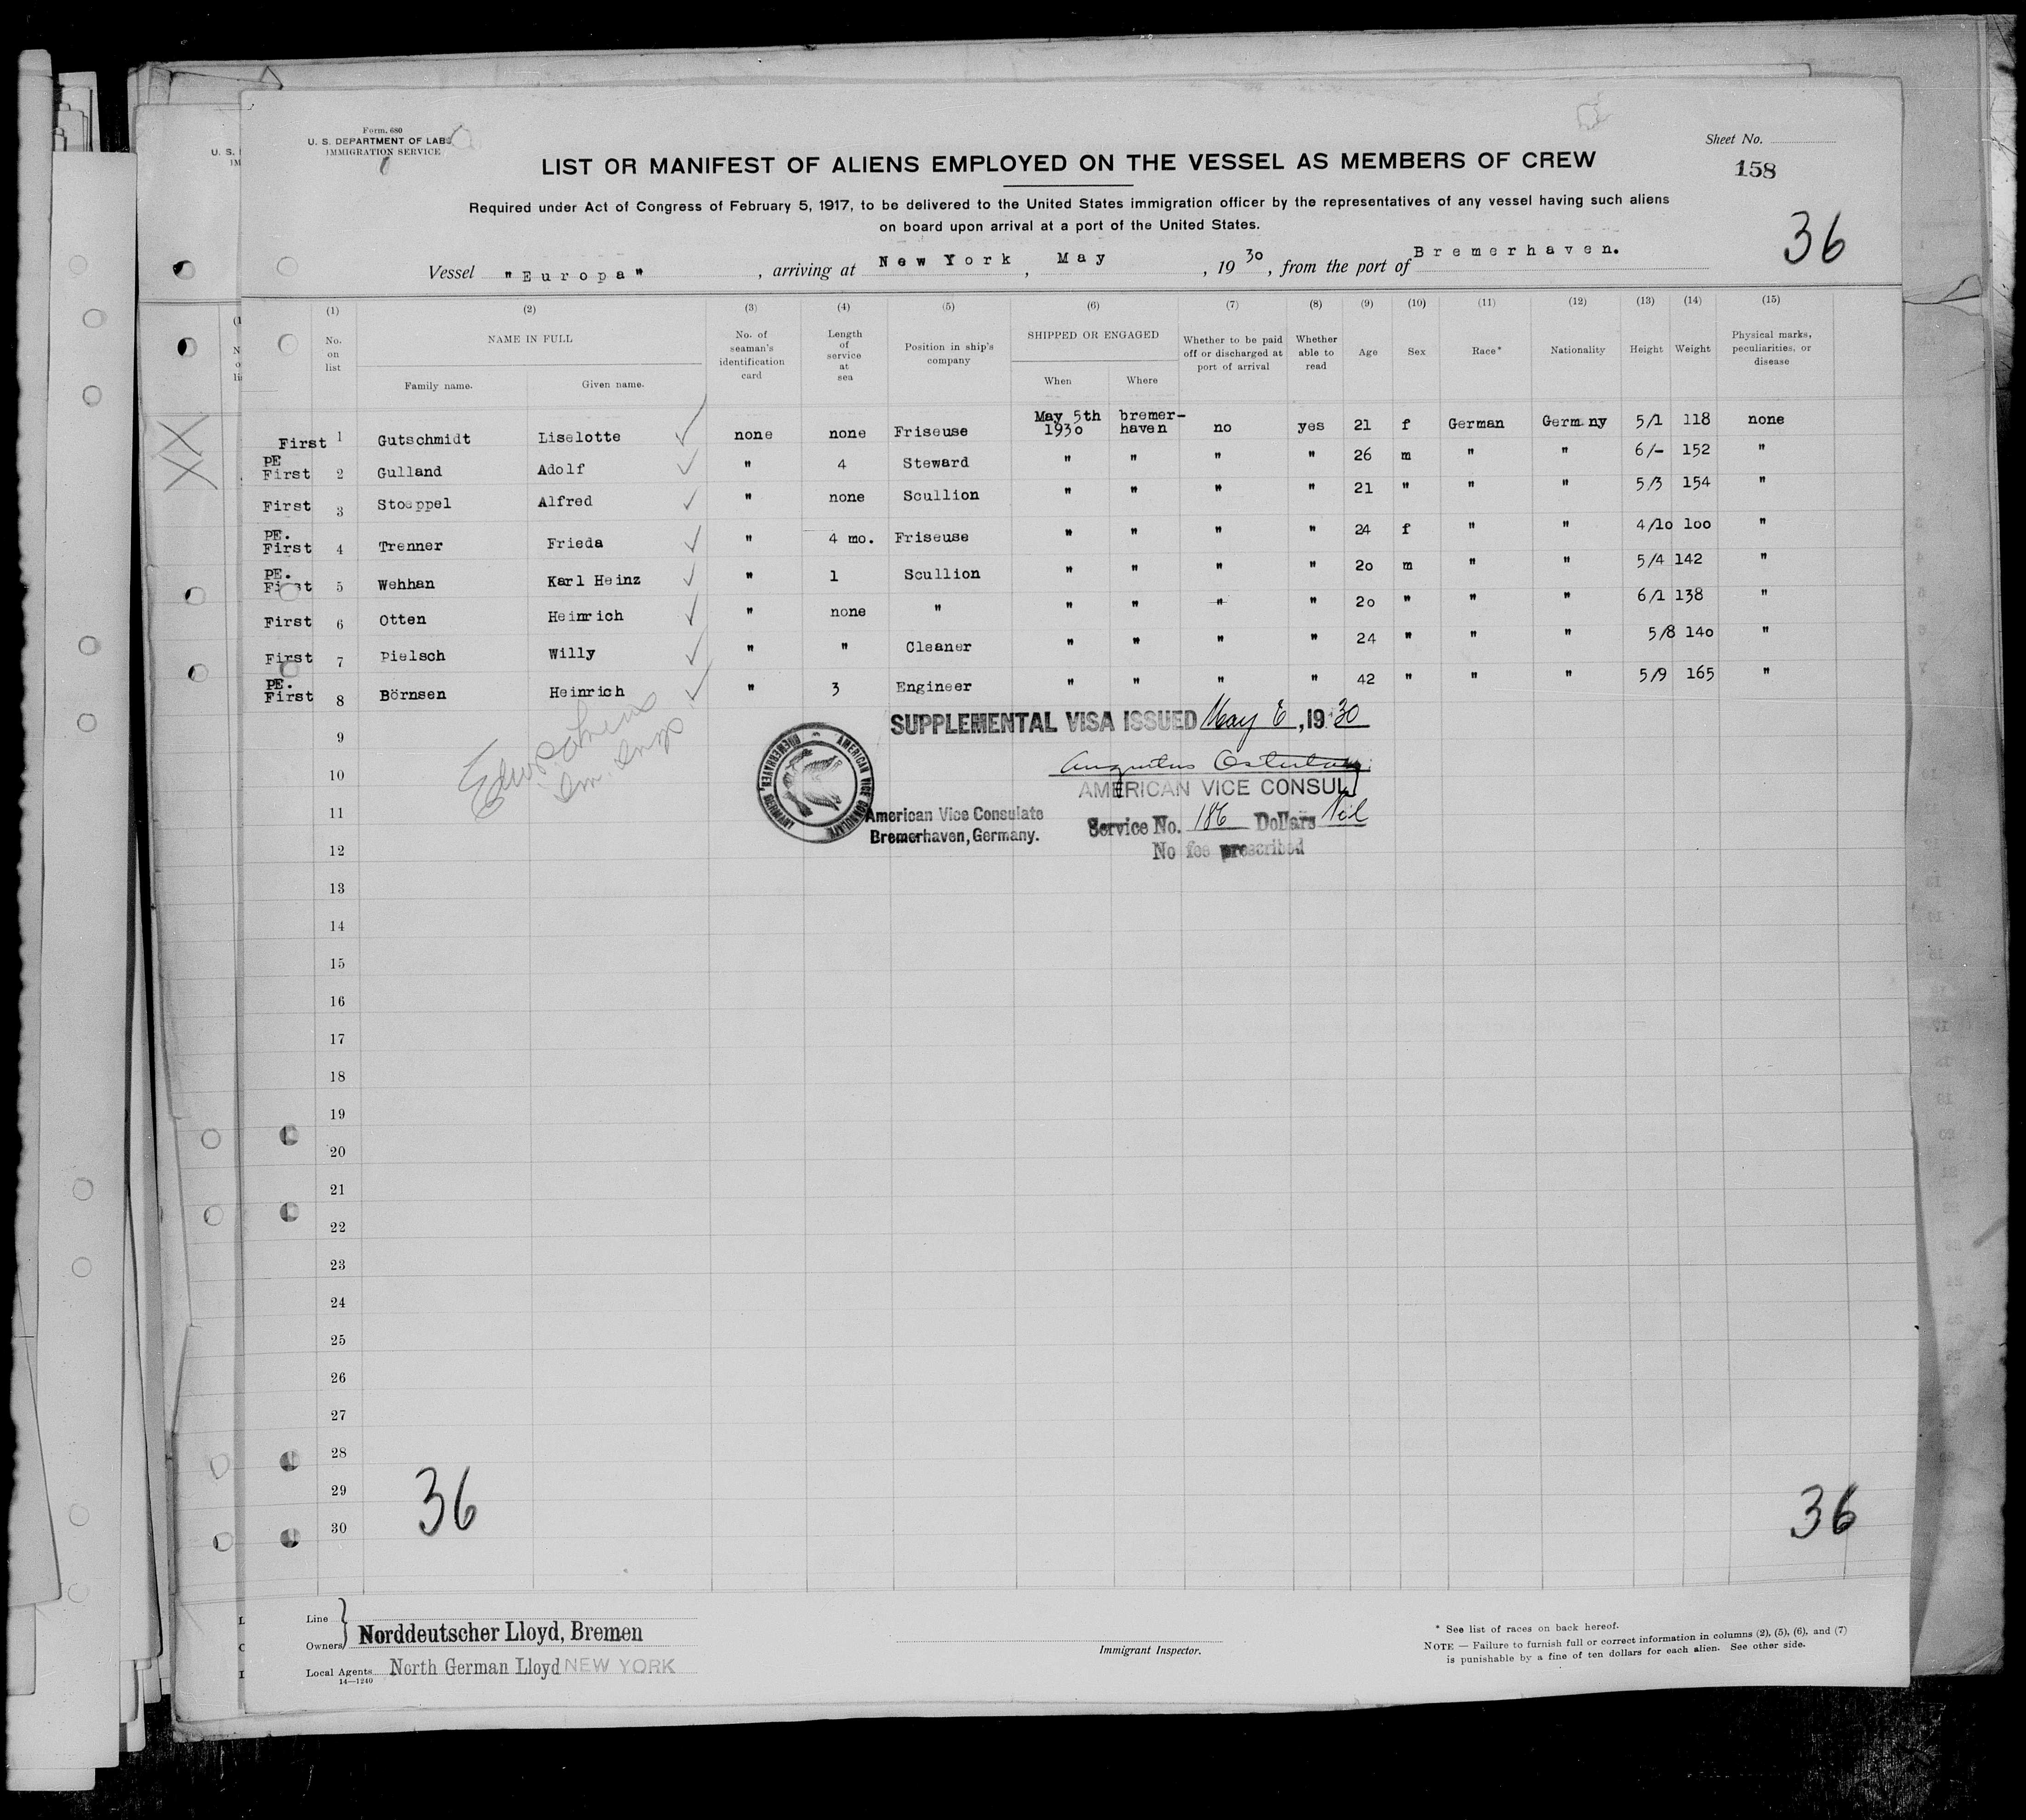 Form. 680
U. S. DEPARTMENT OF LAB
IMMIGRATION SERVICE
Sheet No.
158
LIST OR MANIFEST OF ALIENS EMPLOYED ON THE VESSEL AS MEMBERS OF CREW
Required under Act of Congress of February 5, 1917, to be delivered to the United States immigration officer by the representatives of any vessel having such aliens
on board upon arrival at a port of the United States.
36
Vessel "Europa" , arriving at New York , May , 1930, from the port of Bremerhaven.
(1) (2) (3) (4) (5) (6) (7) (8) (9) (10) (11) (12) (13) (14) (15)
No. on list NAME IN FULL Family name. Given name. No. of seaman's identification card Length of service at sea Position in ship's company SHIPPED OR ENGAGED When Where Whether to be paid off or discharged at port of arrival Whether able to read Age Sex Race* Nationality Height Weight Physical marks, peculiarities, or disease
First 1 Gutschmidt Liselotte none none Friseuse May 5th 1930 bremer-haven no yes 21 f German Germany 5/1 118 none
PE First 2 Gulland Adolf " 4 Steward " " " " 26 m " " 6/- 152 "
First 3 Stoeppel Alfred " none Scullion " " " " 21 " " " 5/3 154 "
PE. First 4 Trenner Frieda " 4 mo. Friseuse " " " " 24 f " " 4/10 100 "
PE. First 5 Wehhan Karl Heinz " 1 Scullion " " " " 20 m " " 5/4 142 "
First 6 Otten Heinrich " none " " " " " 20 " " " 6/1 138 "
First 7 Pielsch Willy " " Cleaner " " " " 24 " " " 5/8 140 "
PE. First 8 Börnsen Heinrich " 3 Engineer " " " " 42 " " " 5/9 165 "
SUPPLEMENTAL VISA ISSUED May 6, 1930
9
10
AMERICAN VICE CONSUL
AMERICAN VICE CONSULATE BREMERHAVEN, GERMANY
11
American Vice Consulate
Bremerhaven, Germany.
Service No. 186 Dollars Nil
No fee prescribed
12
13
14
15
16
17
18
19
20
21
22
23
24
25
26
27
28
29
30
36
36
Line
Owners Norddeutscher Lloyd, Bremen
Local Agents North German Lloyd NEW YORK
14—1240
Immigrant Inspector.
* See list of races on back hereof.
NOTE — Failure to furnish full or correct information in columns (2), (5), (6), and (7)
is punishable by a fine of ten dollars for each alien. See other side.